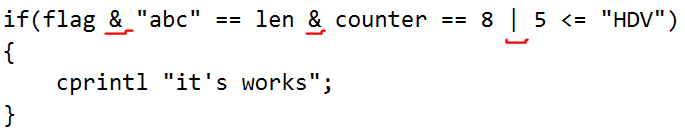 if(flag & "abc" == len & counter == 8 | 5 <= "HDV")
{
    cprintl "it's works";
}